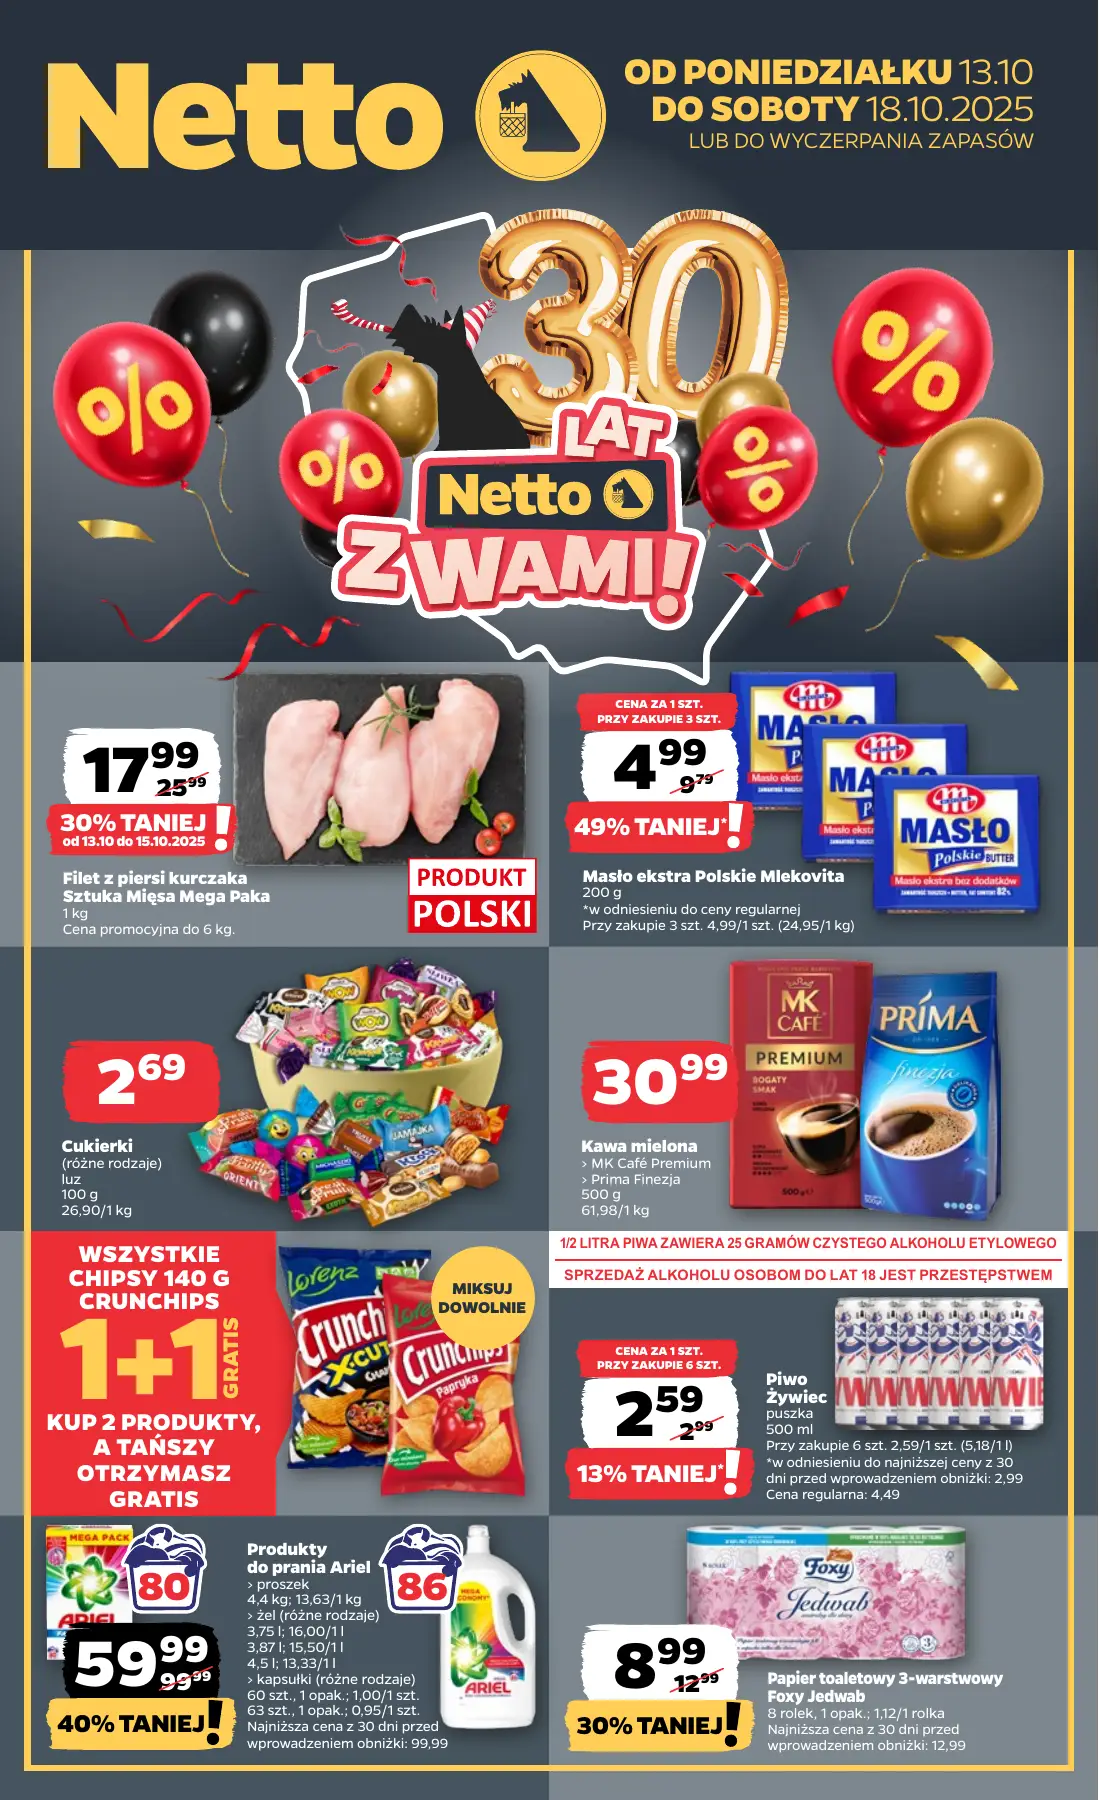 Netto
OD PONIEDZIAŁKU 13.10
DO SOBOTY 18.10.2025
LUB DO WYCZERPANIA ZAPASÓW
30
LAT
Netto
Z WAMI!
17 99
25 99
30% TANIEJ!
od 13.10 do 15.10.2025
Filet z piersi kurczaka
Sztuka Mięsa Mega Paka
1 kg
Cena promocyjna do 6 kg.
PRODUKT
POLSKI
CENA ZA 1 SZT.
PRZY ZAKUPIE 3 SZT.
4 99
9 79
49% TANIEJ*!
Masło ekstra Polskie Mlekovita
200 g
*w odniesieniu do ceny regularnej
Przy zakupie 3 szt. 4,99/1 szt. (24,95/1 kg)
MASŁO
Polskie BUTTER
Masło ekstra bez dodatków
2 69
Cukierki
(różne rodzaje)
luz
100 g
26,90/1 kg
30 99
Kawa mielona
> MK Café Premium
> Prima Finezja
500 g
61,98/1 kg
MK
CAFÉ
PREMIUM
BOGATY
SMAK
500 g e
PRÍMA
finezja
WSZYSTKIE
CHIPSY 140 G
CRUNCHIPS
1+1
GRATIS
KUP 2 PRODUKTY,
A TAŃSZY
OTRZYMASZ
GRATIS
MIKSUJ
DOWOLNIE
Lorenz
Crunchips
X-CUT
Lorenz
Crunchips
Papryka
1/2 LITRA PIWA ZAWIERA 25 GRAMÓW CZYSTEGO ALKOHOLU ETYLOWEGO
SPRZEDAŻ ALKOHOLU OSOBOM DO LAT 18 JEST PRZESTĘPSTWEM
CENA ZA 1 SZT.
PRZY ZAKUPIE 6 SZT.
2 59
2 99
13% TANIEJ*!
Piwo
Żywiec
puszka
500 ml
Przy zakupie 6 szt. 2,59/1 szt. (5,18/1 l)
*w odniesieniu do najniższej ceny z 30
dni przed wprowadzeniem obniżki: 2,99
Cena regularna: 4,49
MEGA PACK
80
ARIEL
59 99
99 99
40% TANIEJ!
Produkty
do prania Ariel
> proszek
4,4 kg; 13,63/1 kg
> żel (różne rodzaje)
3,75 l; 16,00/1 l
3,87 l; 15,50/1 l
4,5 l; 13,33/1 l
> kapsułki (różne rodzaje)
60 szt., 1 opak.; 1,00/1 szt.
63 szt., 1 opak.; 0,95/1 szt.
Najniższa cena z 30 dni przed
wprowadzeniem obniżki: 99,99
86
ARIEL
Foxy
Jedwab
8 99
12 99
30% TANIEJ!
Papier toaletowy 3-warstwowy
Foxy Jedwab
8 rolek, 1 opak.; 1,12/1 rolka
Najniższa cena z 30 dni przed
wprowadzeniem obniżki: 12,99